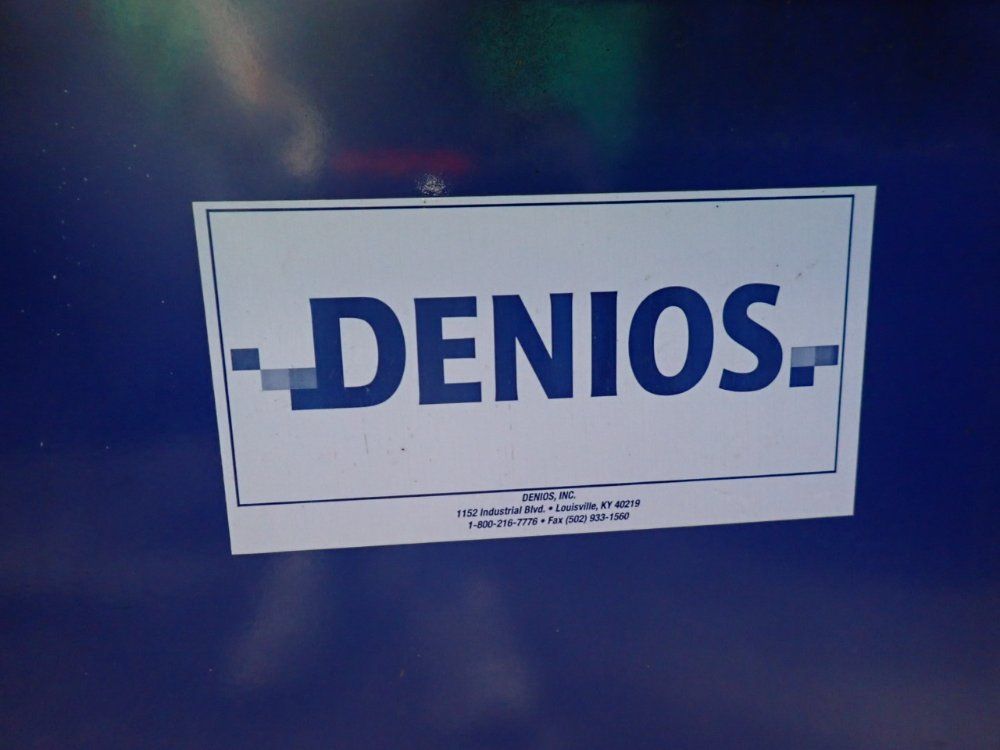 DENIOS
DENIOS, INC.
1152 Industrial Blvd. • Louisville, KY 40219
1-800-216-7776 • Fax (502) 933-1560